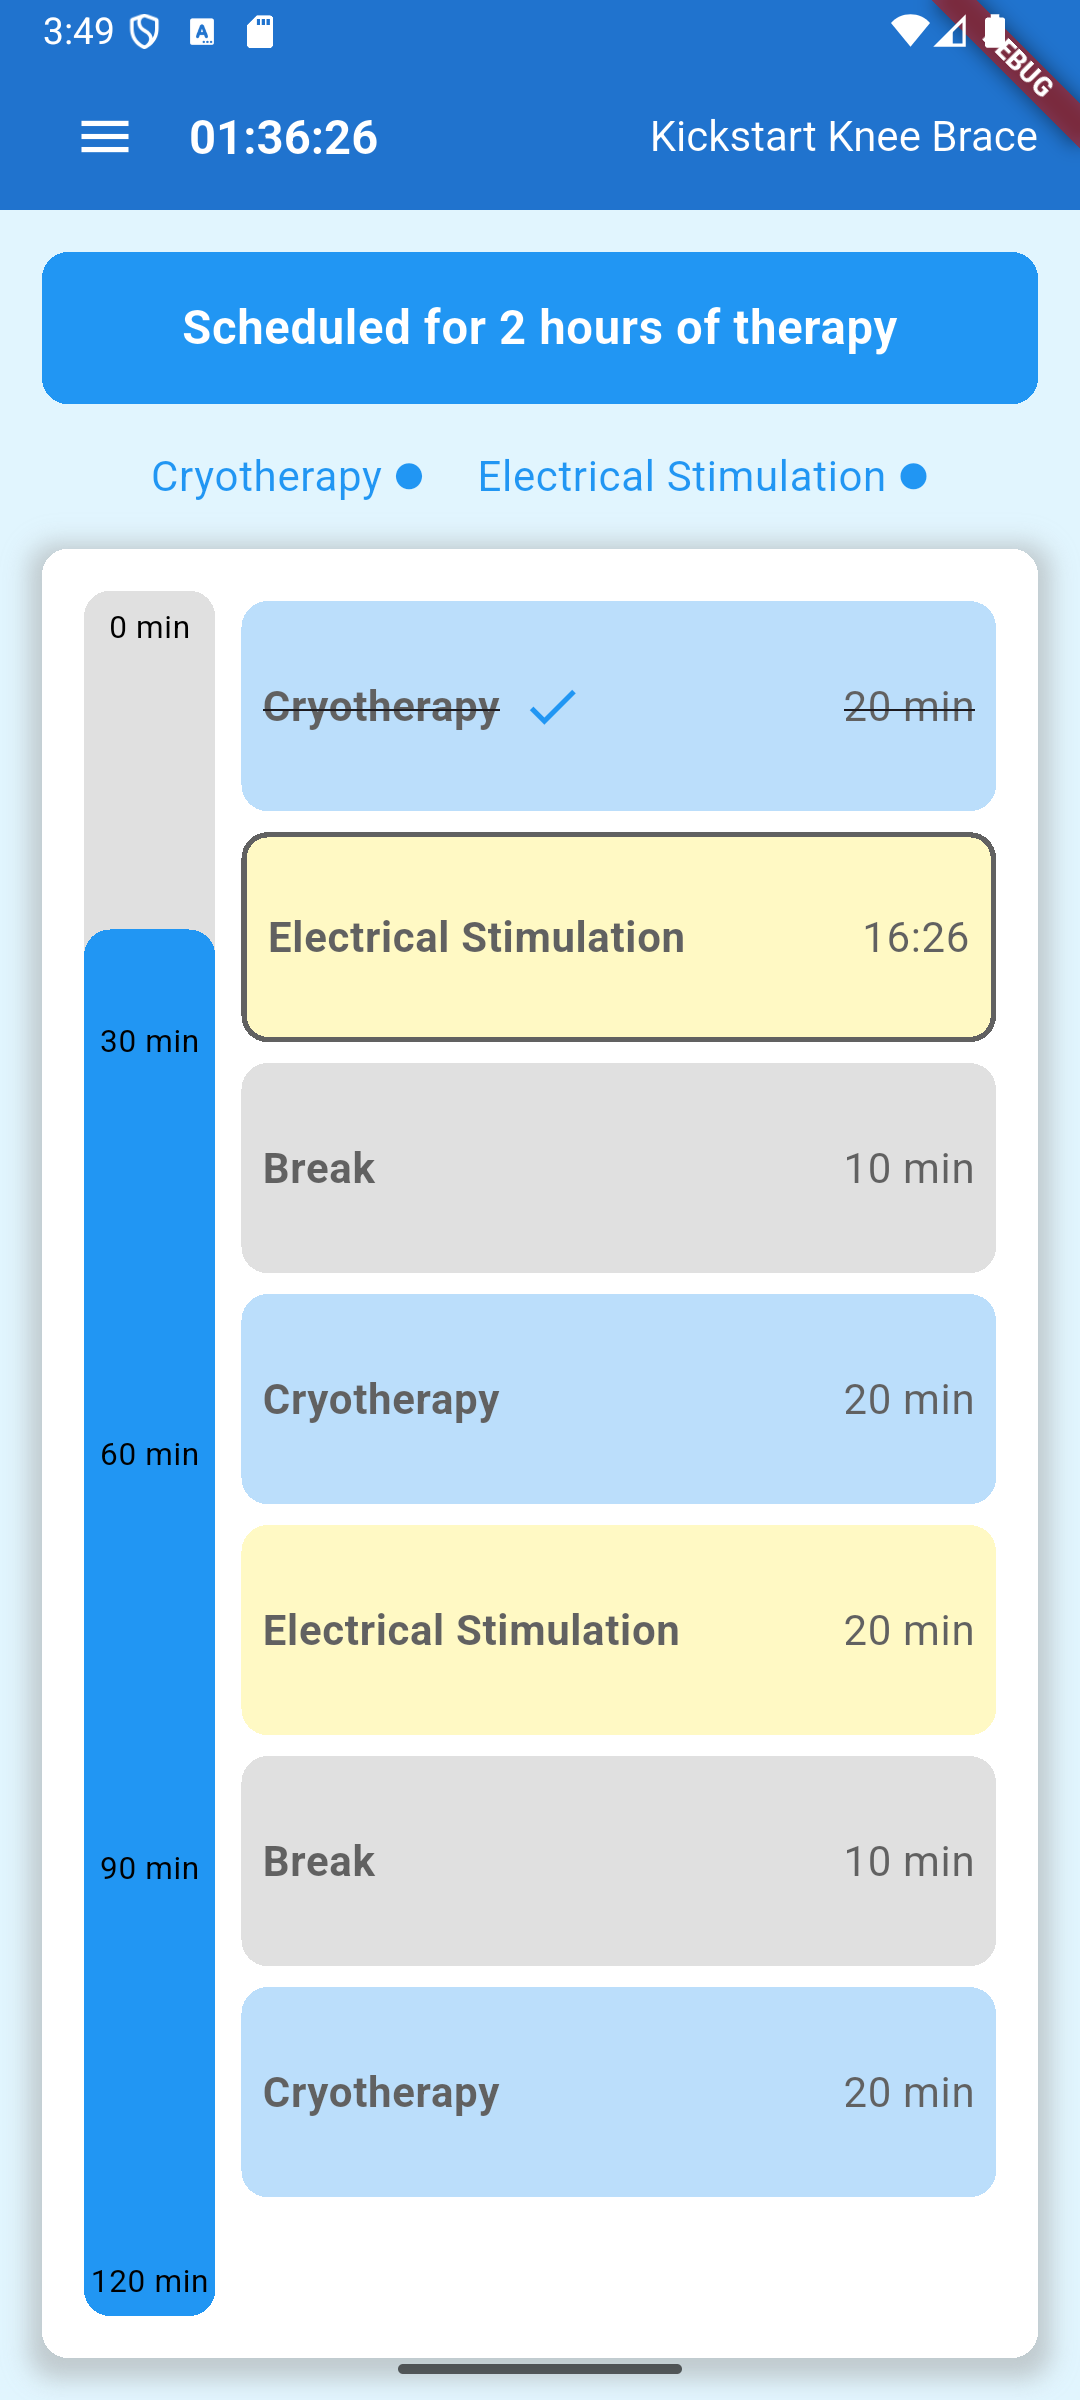 3:49
01:36:26
Kickstart Knee Brace
Scheduled for 2 hours of therapy
Cryotherapy
Electrical Stimulation
0 min
30 min
60 min
90 min
120 min
Cryotherapy 20 min
Electrical Stimulation 16:26
Break 10 min
Cryotherapy 20 min
Electrical Stimulation 20 min
Break 10 min
Cryotherapy 20 min